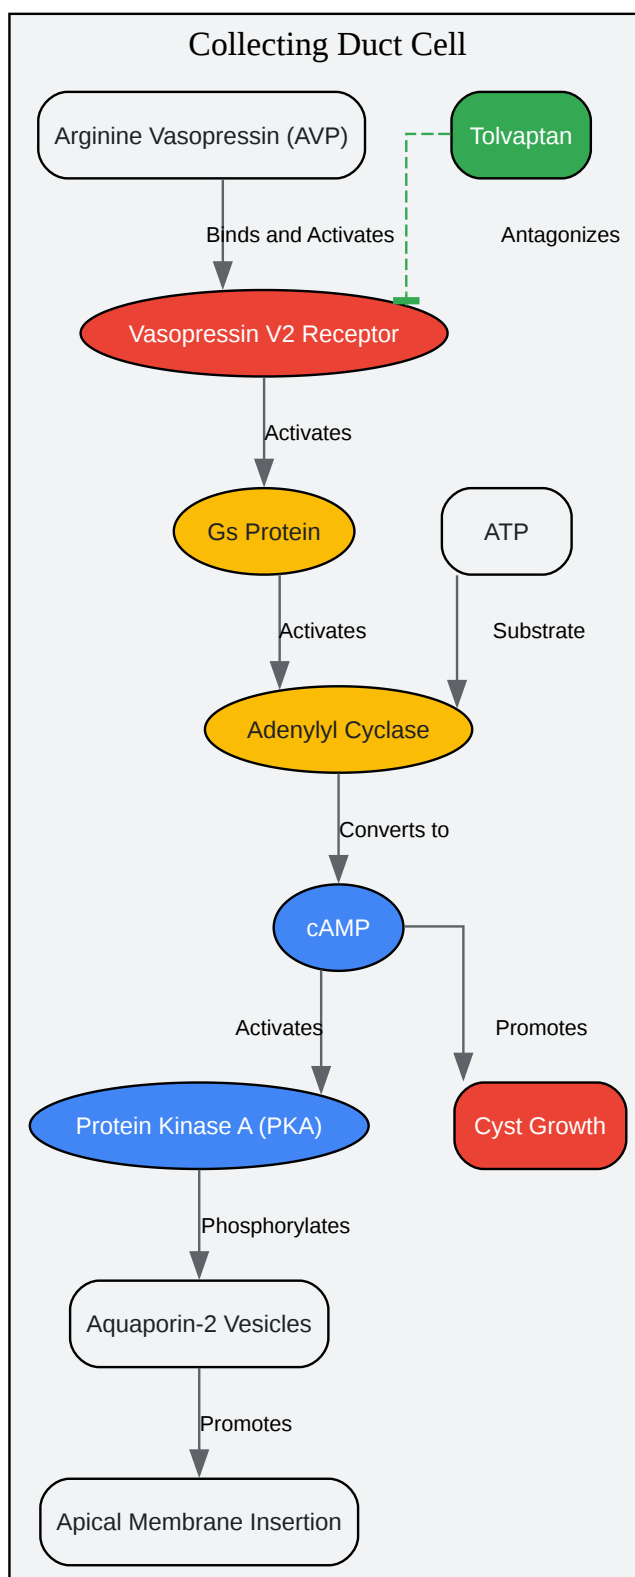 Collecting Duct Cell
Arginine Vasopressin (AVP)
Tolvaptan
Binds and Activates
Antagonizes
Vasopressin V2 Receptor
Activates
Gs Protein
ATP
Activates
Substrate
Adenylyl Cyclase
Converts to
cAMP
Activates
Promotes
Protein Kinase A (PKA)
Cyst Growth
Phosphorylates
Aquaporin-2 Vesicles
Promotes
Apical Membrane Insertion